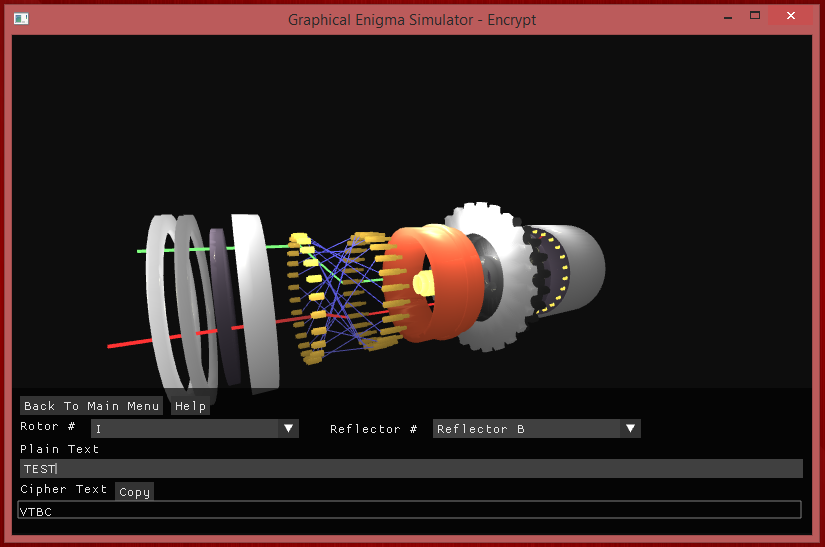 Graphical Enigma Simulator - Encrypt
Back To Main Menu Help
Rotor # I Reflector # Reflector B
Plain Text
TEST
Cipher Text Copy
VTBC